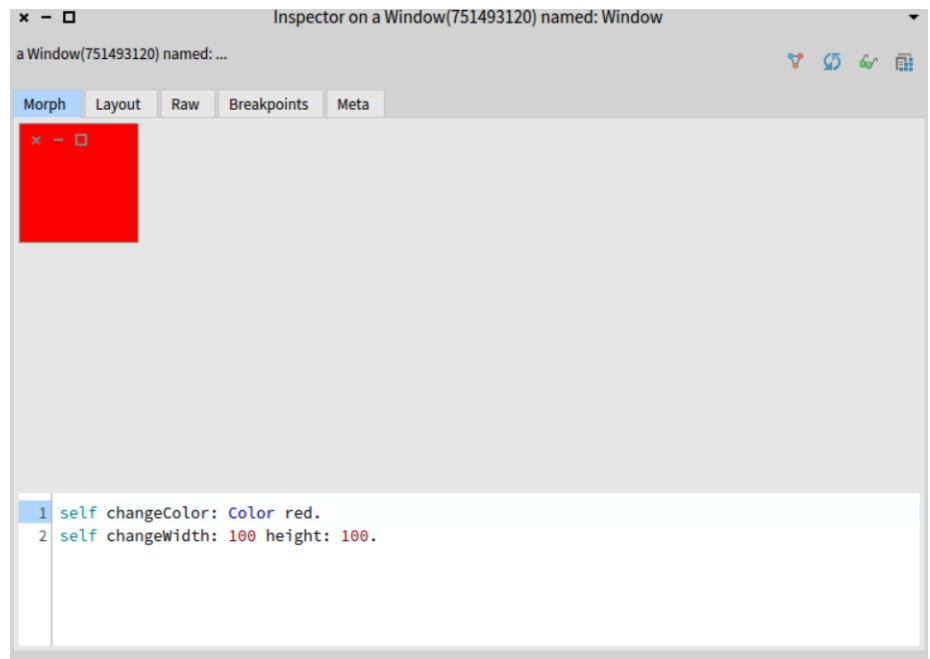 Inspector on a Window(751493120) named: Window
a Window(751493120) named: ...
Morph Layout Raw Breakpoints Meta
1 self changeColor: Color red.
2 self changeWidth: 100 height: 100.